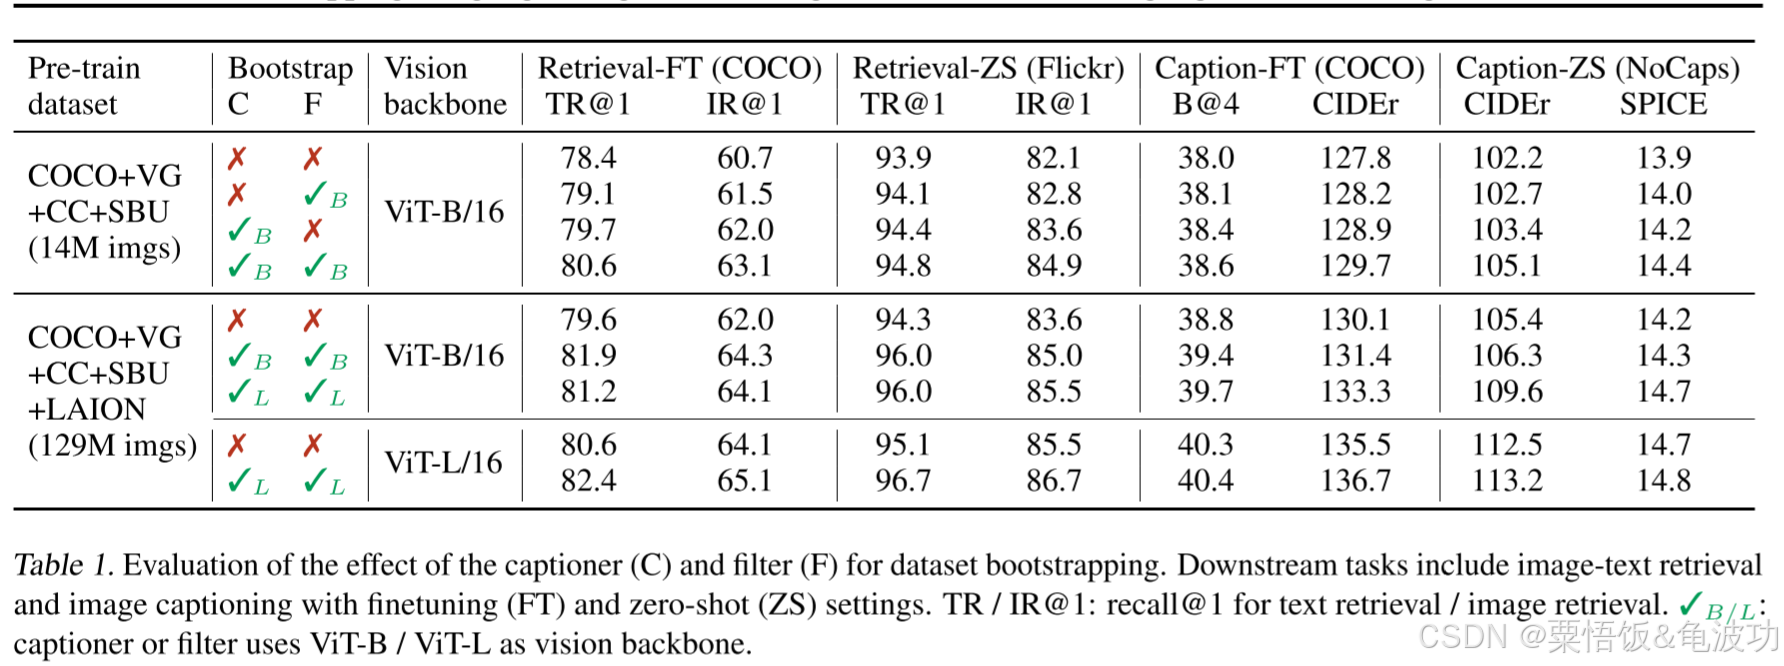 Pre-train Bootstrap Vision Retrieval-FT (COCO) Retrieval-ZS (Flickr) Caption-FT (COCO) Caption-ZS (NoCaps)
dataset C F backbone TR@1 IR@1 TR@1 IR@1 B@4 CIDEr CIDEr SPICE
COCO+VG
+CC+SBU
(14M imgs)
✗ ✗ 78.4 60.7 93.9 82.1 38.0 127.8 102.2 13.9
✗ ✓B 79.1 61.5 94.1 82.8 38.1 128.2 102.7 14.0
ViT-B/16
✓B ✗ 79.7 62.0 94.4 83.6 38.4 128.9 103.4 14.2
✓B ✓B 80.6 63.1 94.8 84.9 38.6 129.7 105.1 14.4
COCO+VG
+CC+SBU
+LAION
(129M imgs)
✗ ✗ 79.6 62.0 94.3 83.6 38.8 130.1 105.4 14.2
✓B ✓B ViT-B/16 81.9 64.3 96.0 85.0 39.4 131.4 106.3 14.3
✓L ✓L 81.2 64.1 96.0 85.5 39.7 133.3 109.6 14.7
✗ ✗ 80.6 64.1 95.1 85.5 40.3 135.5 112.5 14.7
ViT-L/16
✓L ✓L 82.4 65.1 96.7 86.7 40.4 136.7 113.2 14.8
Table 1. Evaluation of the effect of the captioner (C) and filter (F) for dataset bootstrapping. Downstream tasks include image-text retrieval
and image captioning with finetuning (FT) and zero-shot (ZS) settings. TR / IR@1: recall@1 for text retrieval / image retrieval. ✓B/L:
captioner or filter uses ViT-B / ViT-L as vision backbone.
CSDN @粟悟饭&龟波功